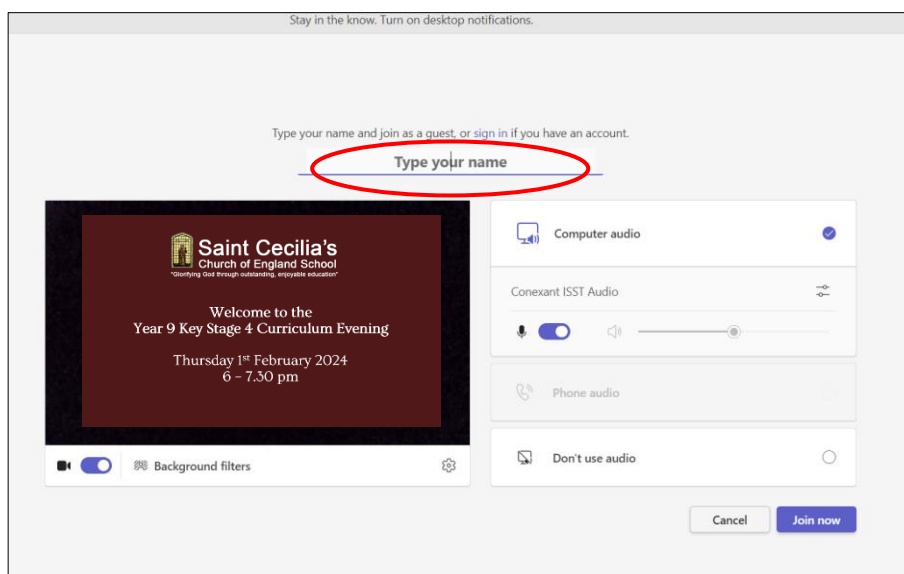 Stay in the know. Turn on desktop notifications.
Type your name and join as a guest, or sign in if you have an account.
Type your name
Saint Cecilia's
Church of England School
"Glorifying God through outstanding, enjoyable education"
Welcome to the
Year 9 Key Stage 4 Curriculum Evening
Thursday 1st February 2024
6 – 7.30 pm
Background filters
Computer audio
Conexant ISST Audio
Phone audio
Don't use audio
Cancel
Join now